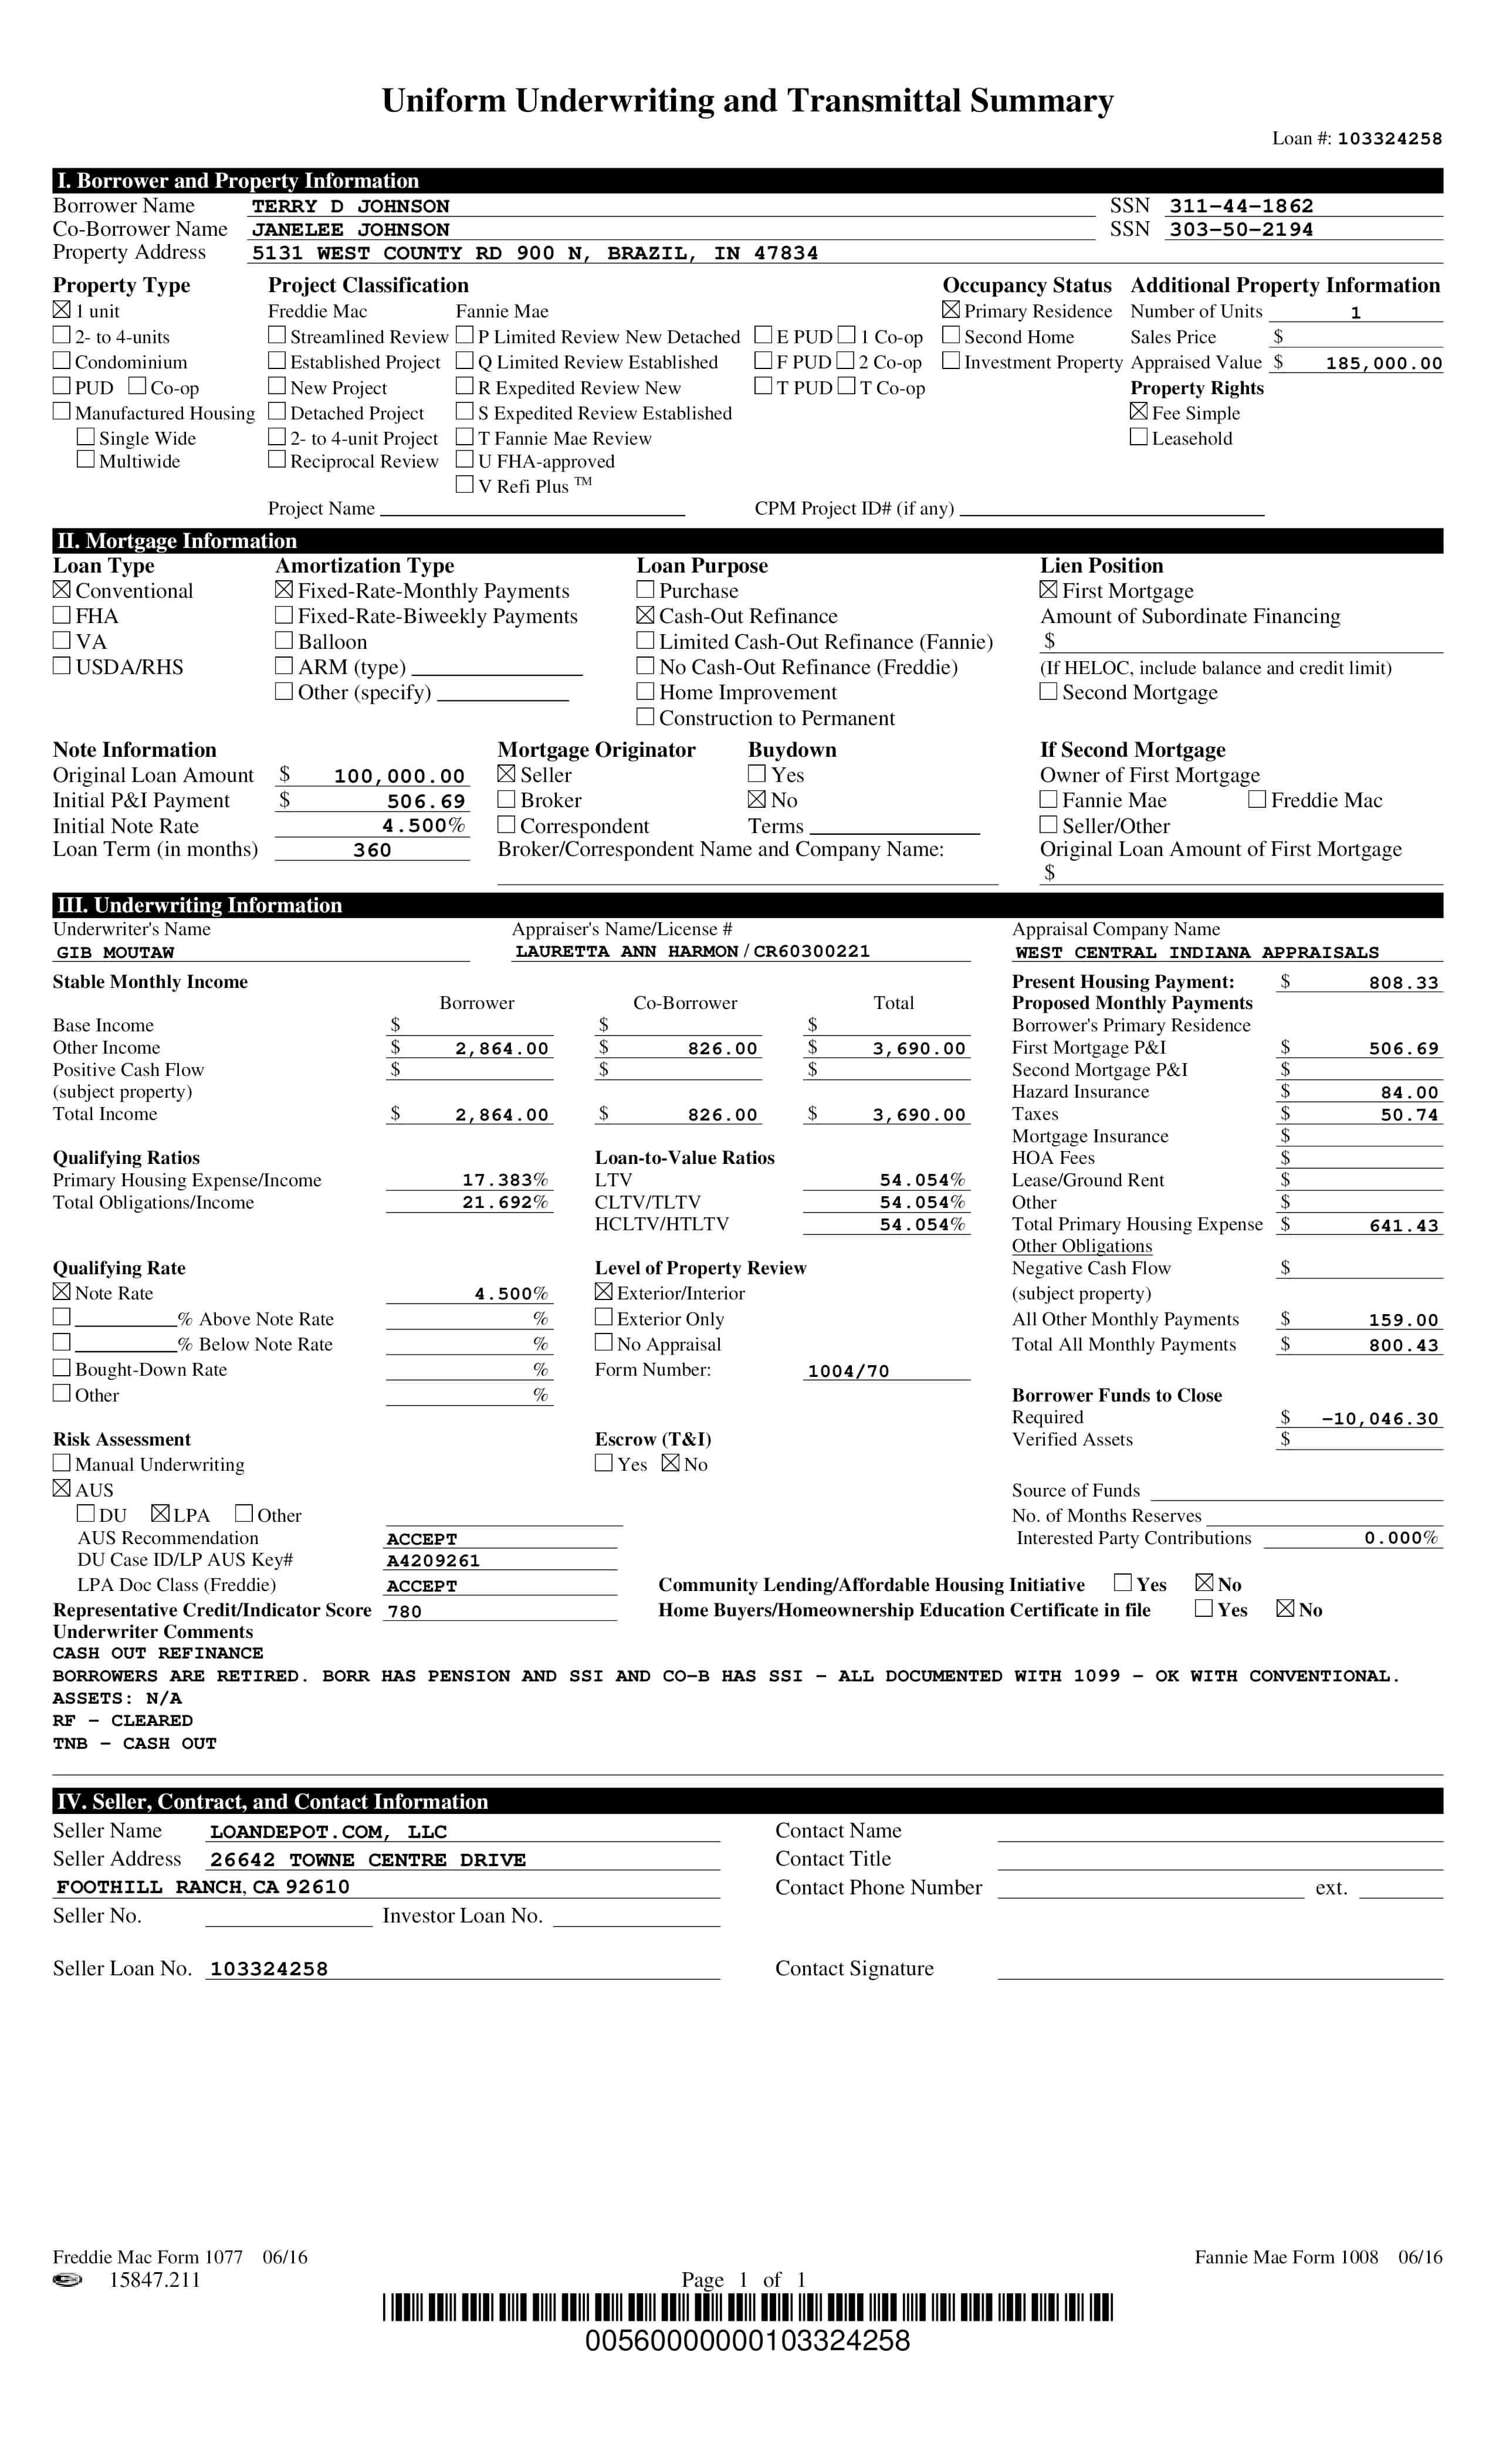 Uniform Underwriting and Transmittal Summary
Loan #: 103324258
I. Borrower and Property Information
Borrower Name TERRY D JOHNSON SSN 311-44-1862
Co-Borrower Name JANELEE JOHNSON SSN 303-50-2194
Property Address 5131 WEST COUNTY RD 900 N, BRAZIL, IN 47834
Property Type Project Classification Occupancy Status Additional Property Information
☒ 1 unit Freddie Mac Fannie Mae ☒ Primary Residence Number of Units 1
☐ 2- to 4-units ☐ Streamlined Review ☐ P Limited Review New Detached ☐ E PUD ☐ 1 Co-op ☐ Second Home Sales Price $
☐ Condominium ☐ Established Project ☐ Q Limited Review Established ☐ F PUD ☐ 2 Co-op ☐ Investment Property Appraised Value $ 185,000.00
☐ PUD ☐ Co-op ☐ New Project ☐ R Expedited Review New ☐ T PUD ☐ T Co-op Property Rights
☐ Manufactured Housing ☐ Detached Project ☐ S Expedited Review Established ☒ Fee Simple
☐ Single Wide ☐ 2- to 4-unit Project ☐ T Fannie Mae Review ☐ Leasehold
☐ Multiwide ☐ Reciprocal Review ☐ U FHA-approved
☐ V Refi Plus TM
Project Name CPM Project ID# (if any)
II. Mortgage Information
Loan Type Amortization Type Loan Purpose Lien Position
☒ Conventional ☒ Fixed-Rate-Monthly Payments ☐ Purchase ☒ First Mortgage
☐ FHA ☐ Fixed-Rate-Biweekly Payments ☒ Cash-Out Refinance Amount of Subordinate Financing
☐ VA ☐ Balloon ☐ Limited Cash-Out Refinance (Fannie) $
☐ USDA/RHS ☐ ARM (type) ☐ No Cash-Out Refinance (Freddie) (If HELOC, include balance and credit limit)
☐ Other (specify) ☐ Home Improvement ☐ Second Mortgage
☐ Construction to Permanent
Note Information Mortgage Originator Buydown If Second Mortgage
Original Loan Amount $ 100,000.00 ☒ Seller ☐ Yes Owner of First Mortgage
Initial P&I Payment $ 506.69 ☐ Broker ☒ No ☐ Fannie Mae ☐ Freddie Mac
Initial Note Rate 4.500% ☐ Correspondent Terms ☐ Seller/Other
Loan Term (in months) 360 Broker/Correspondent Name and Company Name: Original Loan Amount of First Mortgage
$
III. Underwriting Information
Underwriter's Name Appraiser's Name/License # Appraisal Company Name
GIB MOUTAW LAURETTA ANN HARMON / CR60300221 WEST CENTRAL INDIANA APPRAISALS
Stable Monthly Income Present Housing Payment: $ 808.33
Borrower Co-Borrower Total Proposed Monthly Payments
Base Income $ $ $ Borrower's Primary Residence
Other Income $ 2,864.00 $ 826.00 $ 3,690.00 First Mortgage P&I $ 506.69
Positive Cash Flow $ $ $ Second Mortgage P&I $
(subject property) Hazard Insurance $ 84.00
Total Income $ 2,864.00 $ 826.00 $ 3,690.00 Taxes $ 50.74
Mortgage Insurance $
Qualifying Ratios Loan-to-Value Ratios HOA Fees $
Primary Housing Expense/Income 17.383% LTV 54.054% Lease/Ground Rent $
Total Obligations/Income 21.692% CLTV/TLTV 54.054% Other $
HCLTV/HTLTV 54.054% Total Primary Housing Expense $ 641.43
Other Obligations
Qualifying Rate Level of Property Review Negative Cash Flow $
☒ Note Rate 4.500% ☒ Exterior/Interior (subject property)
☐ % Above Note Rate % ☐ Exterior Only All Other Monthly Payments $ 159.00
☐ % Below Note Rate % ☐ No Appraisal Total All Monthly Payments $ 800.43
☐ Bought-Down Rate % Form Number: 1004/70
☐ Other % Borrower Funds to Close
Required $ -10,046.30
Risk Assessment Escrow (T&I) Verified Assets $
☐ Manual Underwriting ☐ Yes ☒ No
☒ AUS Source of Funds
☐ DU ☒ LPA ☐ Other No. of Months Reserves
AUS Recommendation ACCEPT Interested Party Contributions 0.000%
DU Case ID/LP AUS Key# A4209261
LPA Doc Class (Freddie) ACCEPT Community Lending/Affordable Housing Initiative ☐ Yes ☒ No
Representative Credit/Indicator Score 780 Home Buyers/Homeownership Education Certificate in file ☐ Yes ☒ No
Underwriter Comments
CASH OUT REFINANCE
BORROWERS ARE RETIRED. BORR HAS PENSION AND SSI AND CO-B HAS SSI - ALL DOCUMENTED WITH 1099 - OK WITH CONVENTIONAL.
ASSETS: N/A
RF - CLEARED
TNB - CASH OUT
IV. Seller, Contract, and Contact Information
Seller Name LOANDEPOT.COM, LLC Contact Name
Seller Address 26642 TOWNE CENTRE DRIVE Contact Title
FOOTHILL RANCH, CA 92610 Contact Phone Number ext.
Seller No. Investor Loan No.
Seller Loan No. 103324258 Contact Signature
Freddie Mac Form 1077 06/16 Fannie Mae Form 1008 06/16
15847.211 Page 1 of 1
00560000000103324258